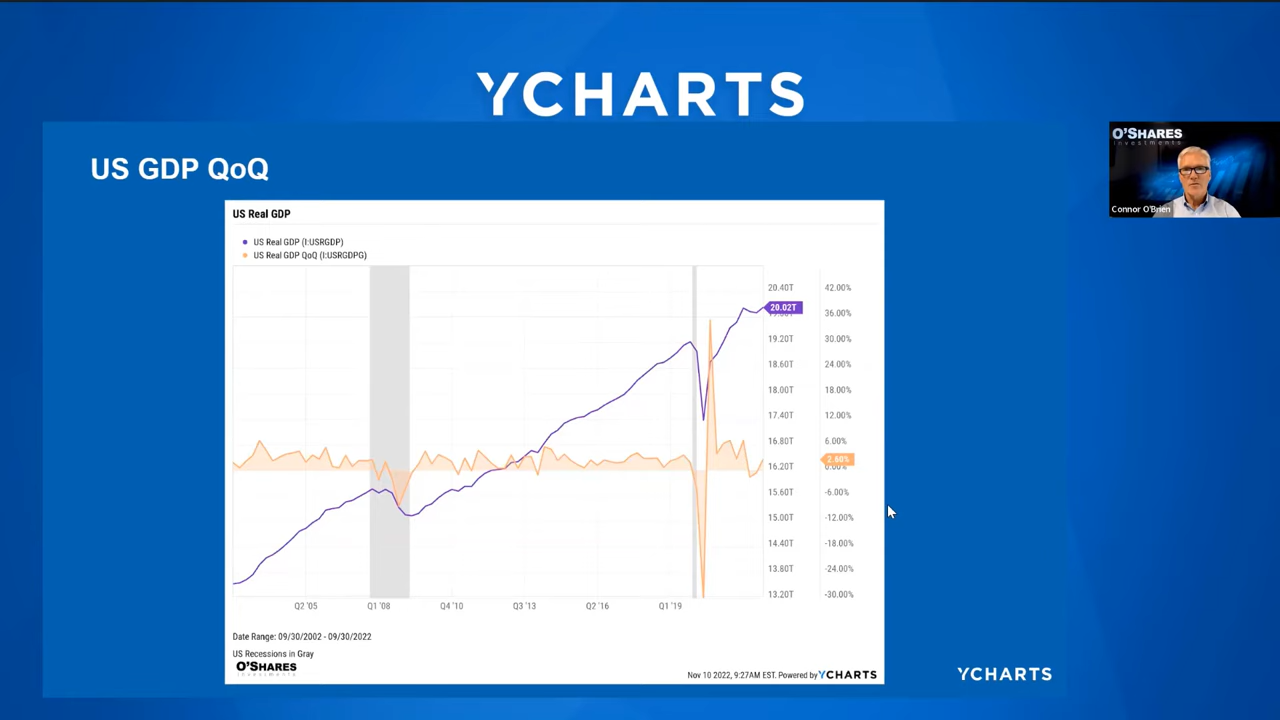 YCHARTS
US GDP QoQ
O'SHARES
Investments
Connor O'Brien
US Real GDP
US Real GDP (I:USRGDP)
US Real GDP QoQ (I:USRGDPG)
20.40T 42.00%
20.02T
36.00%
19.20T 30.00%
18.60T 24.00%
18.00T 18.00%
17.40T 12.00%
16.80T 6.00%
2.60%
16.20T 0.00%
15.60T -6.00%
15.00T -12.00%
14.40T -18.00%
13.80T -24.00%
13.20T -30.00%
Q2 '05 Q1 '08 Q4 '10 Q3 '13 Q2 '16 Q1 '19
Date Range: 09/30/2002 - 09/30/2022
US Recessions in Gray
O'SHARES
Investments
Nov 10 2022, 9:27AM EST. Powered by YCHARTS
YCHARTS